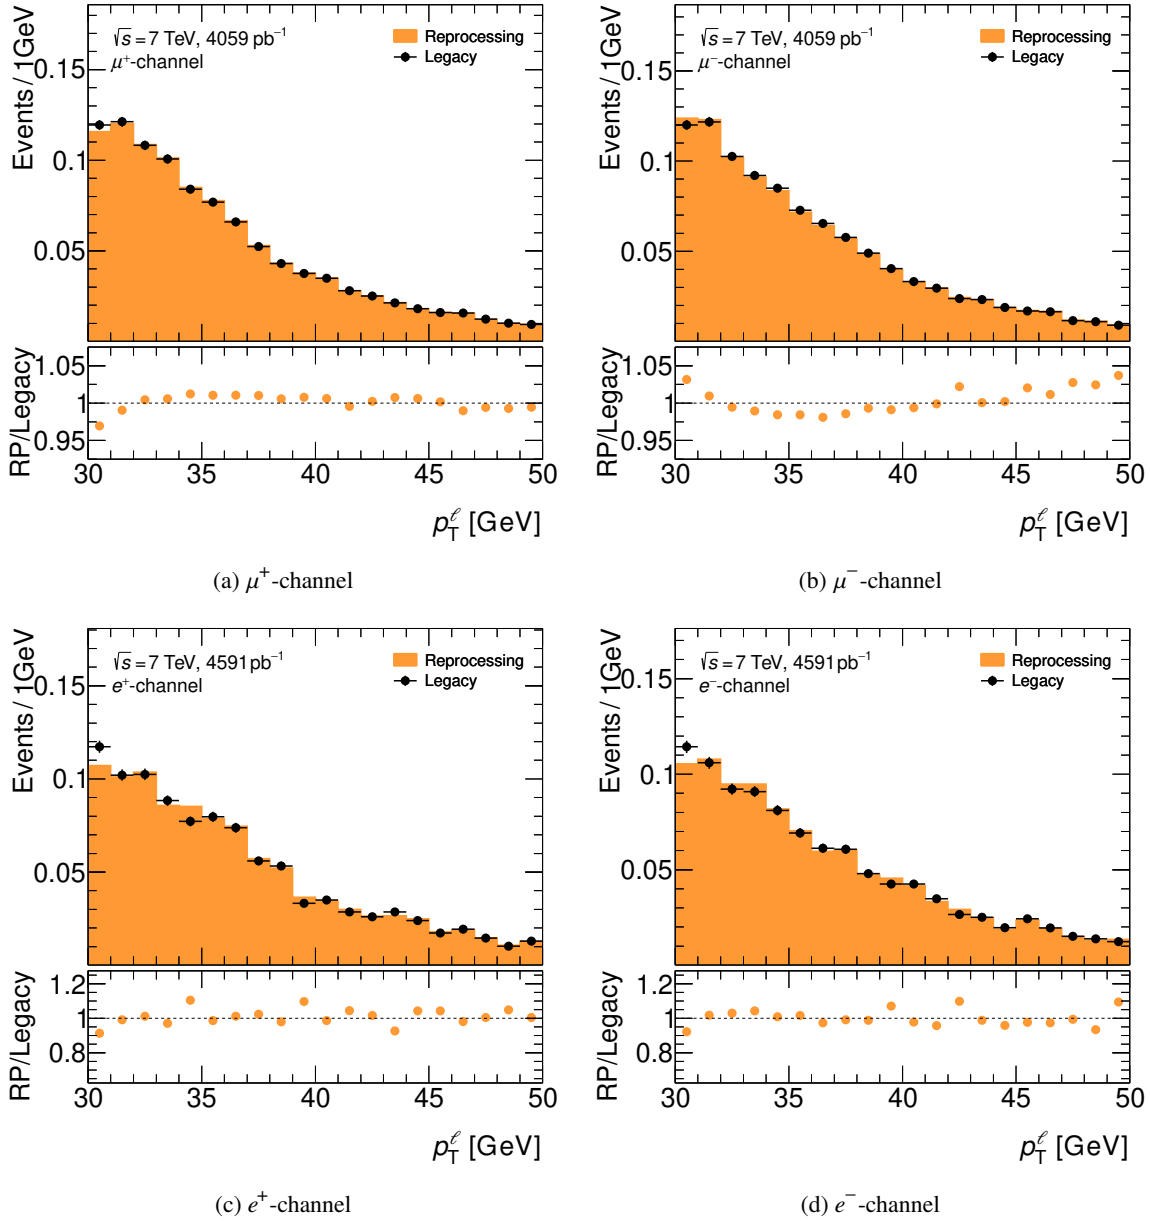 Events / 1GeV
√s = 7 TeV, 4059 pb⁻¹
μ⁺-channel
Reprocessing
Legacy
0.15
0.1
0.05
RP/Legacy
1.05
1
0.95
30 35 40 45 50
p_T^ℓ [GeV]
(a) μ⁺-channel
Events / 1GeV
√s = 7 TeV, 4059 pb⁻¹
μ⁻-channel
Reprocessing
Legacy
0.15
0.1
0.05
RP/Legacy
1.05
1
0.95
30 35 40 45 50
p_T^ℓ [GeV]
(b) μ⁻-channel
Events / 1GeV
√s = 7 TeV, 4591 pb⁻¹
e⁺-channel
Reprocessing
Legacy
0.15
0.1
0.05
RP/Legacy
1.2
1
0.8
30 35 40 45 50
p_T^ℓ [GeV]
(c) e⁺-channel
Events / 1GeV
√s = 7 TeV, 4591 pb⁻¹
e⁻-channel
Reprocessing
Legacy
0.15
0.1
0.05
RP/Legacy
1.2
1
0.8
30 35 40 45 50
p_T^ℓ [GeV]
(d) e⁻-channel